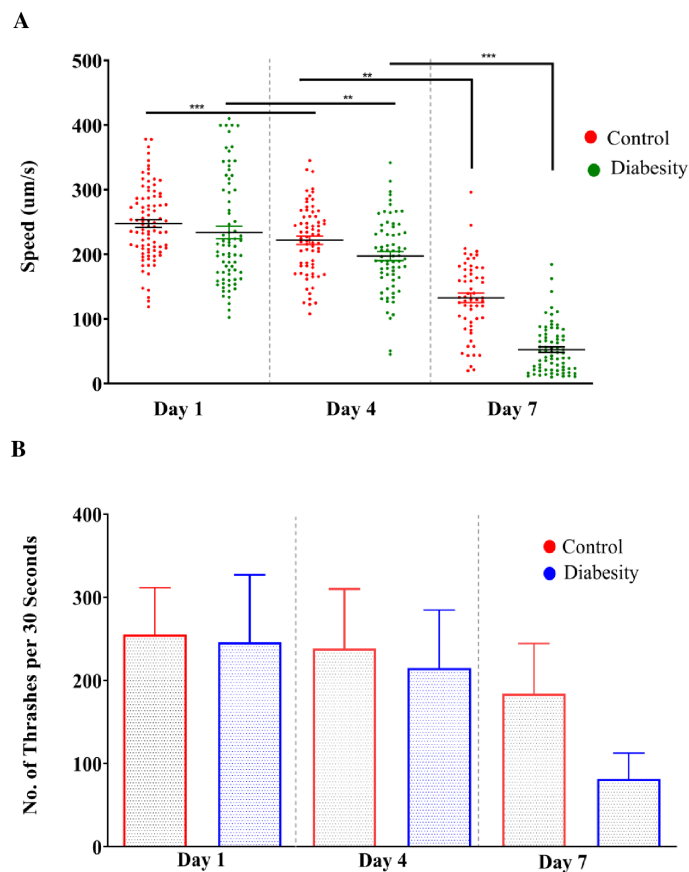 A
500
***
**
***
**
400
Control
Diabesity
300
Speed (um/s)
200
100
0
Day 1
Day 4
Day 7
B
400
Control
Diabesity
300
No. of Thrashes per 30 Seconds
200
100
0
Day 1
Day 4
Day 7